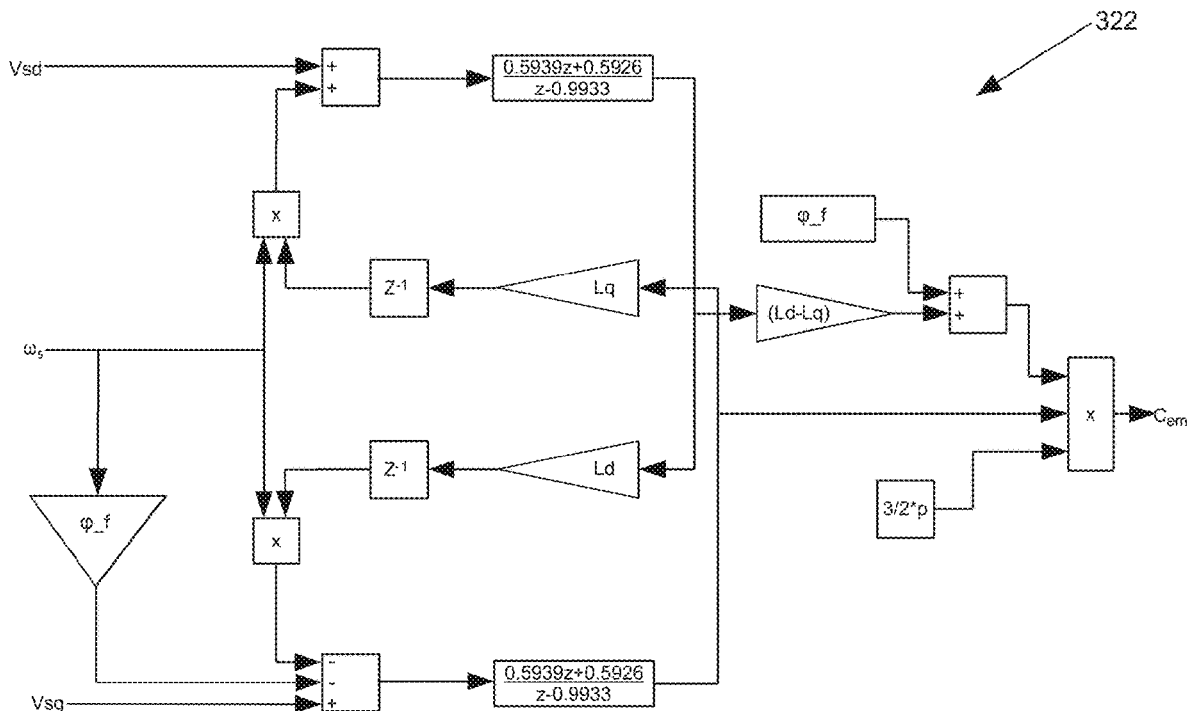 322
Vsd
+
+
0.5939z+0.5926
z-0.9933
x
φ_f
Z-1
Lq
(Ld-Lq)
+
+
ωs
x
Cem
Z-1
Ld
3/2*p
φ_f
x
-
-
+
0.5939z+0.5926
z-0.9933
Vsq